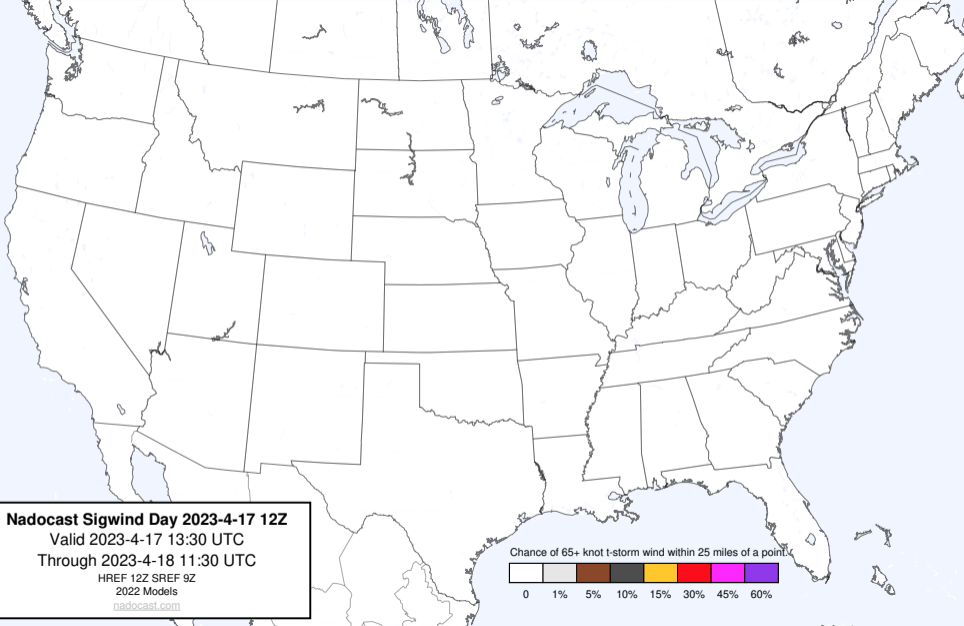 Nadocast Sigwind Day 2023-4-17 12Z
Valid 2023-4-17 13:30 UTC
Through 2023-4-18 11:30 UTC
HREF 12Z SREF 9Z
2022 Models
nadocast.com
Chance of 65+ knot t-storm wind within 25 miles of a point.
0 1% 5% 10% 15% 30% 45% 60%